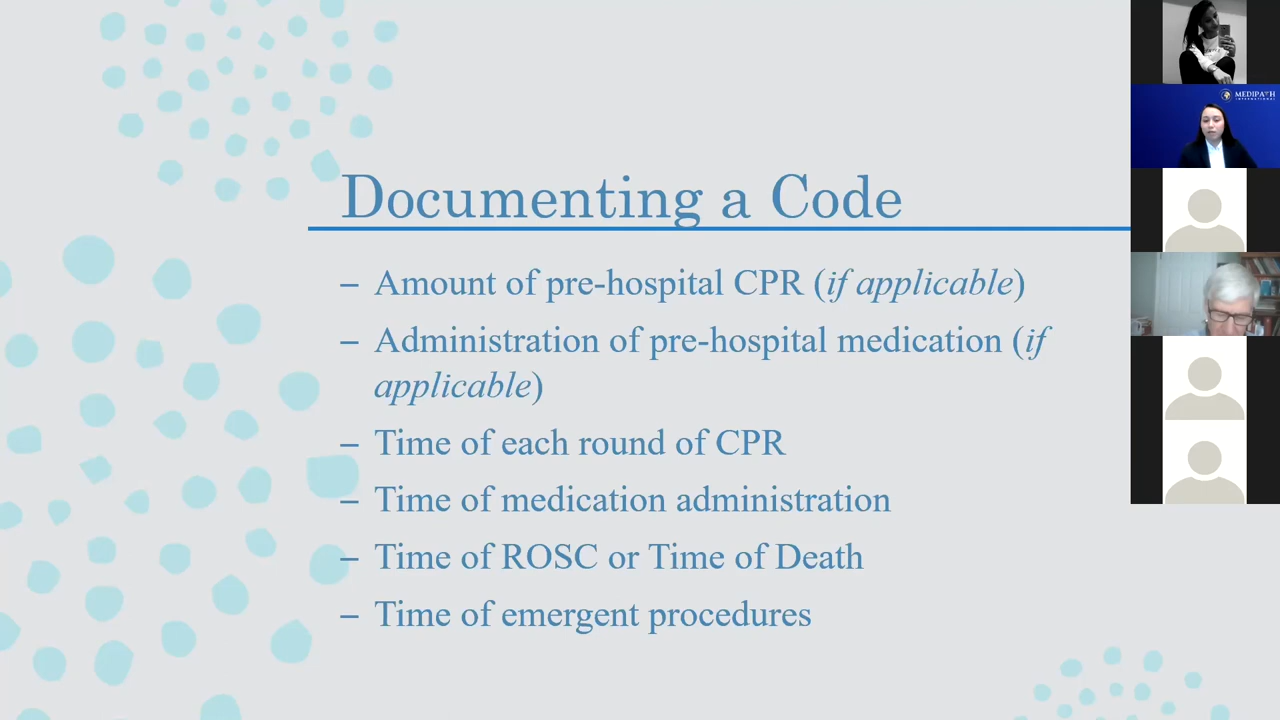 Documenting a Code
– Amount of pre-hospital CPR (if applicable)
– Administration of pre-hospital medication (if
applicable)
– Time of each round of CPR
– Time of medication administration
– Time of ROSC or Time of Death
– Time of emergent procedures
MEDIPATH
INTERNATIONAL